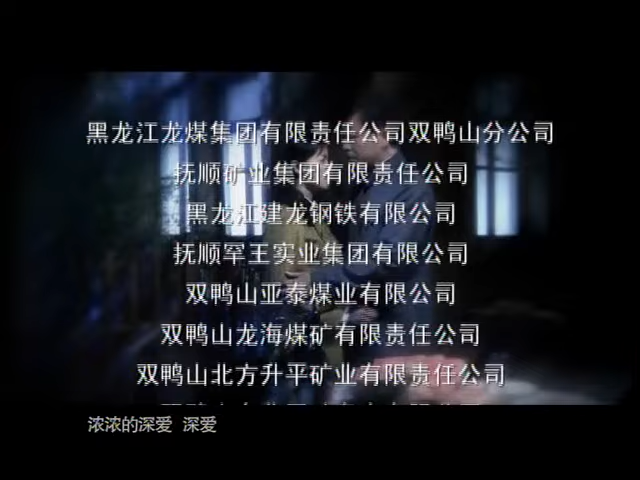 黑龙江龙煤集团有限责任公司双鸭山分公司
抚顺矿业集团有限责任公司
黑龙江建龙钢铁有限公司
抚顺罕王实业集团有限公司
双鸭山亚泰煤业有限公司
双鸭山龙海煤矿有限责任公司
双鸭山北方升平矿业有限责任公司
浓浓的深爱 深爱